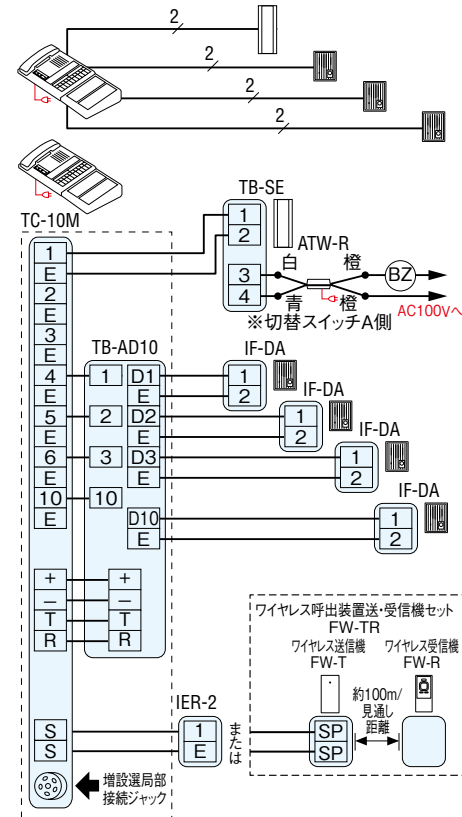 2
2
2
2
TC-10M
1
E
2
E
3
E
4
E
5
E
6
E
10
E
+
−
T
R
S
S
増設選局部
接続ジャック
TB-AD10
1
2
3
10
D1
E
D2
E
D3
E
D10
E
+
−
T
R
TB-SE
1
2
3
4
ATW-R
白
橙
青
橙
BZ
AC100Vへ
※切替スイッチA側
IF-DA
1
2
IF-DA
1
2
IF-DA
1
2
IF-DA
1
2
IER-2
1
E
または
ワイヤレス呼出装置送・受信機セット
FW-TR
ワイヤレス送信機
FW-T
ワイヤレス受信機
FW-R
約100m/
見通し
距離
SP
SP